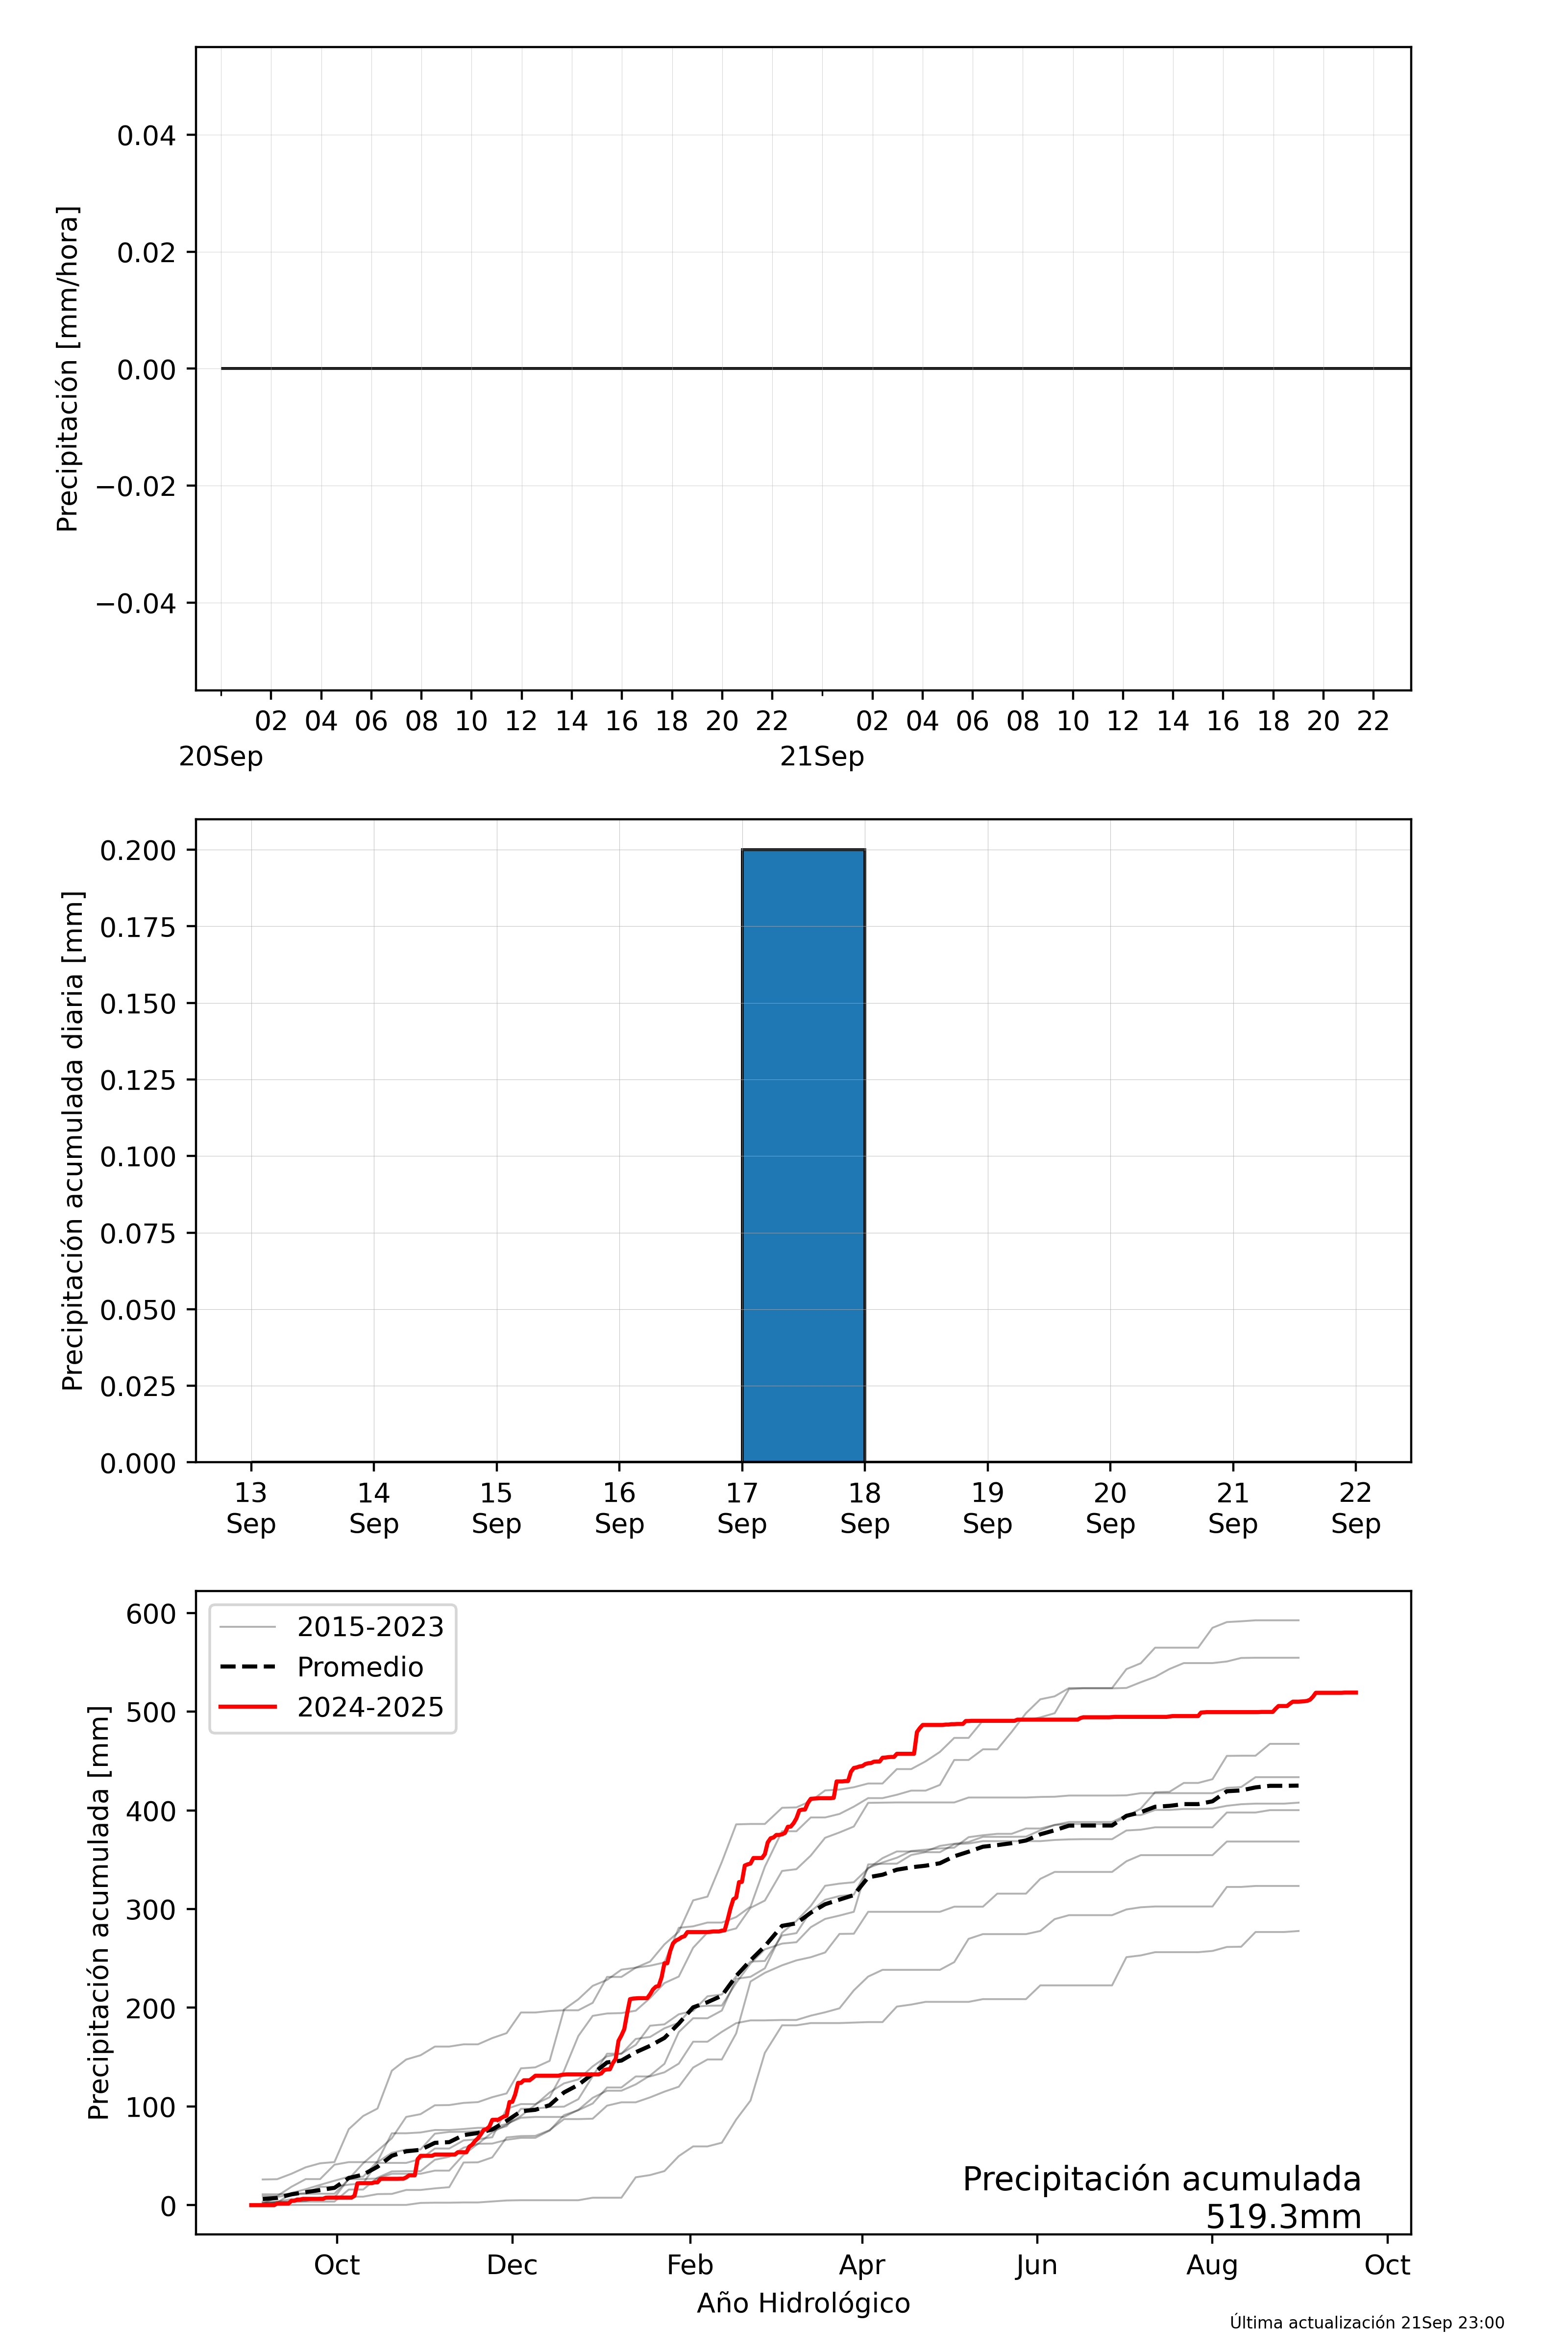 Precipitación [mm/hora]
0.04
0.02
0.00
−0.02
−0.04
02 04 06 08 10 12 14 16 18 20 22 02 04 06 08 10 12 14 16 18 20 22
20Sep 21Sep
Precipitación acumulada diaria [mm]
0.200
0.175
0.150
0.125
0.100
0.075
0.050
0.025
0.000
13 14 15 16 17 18 19 20 21 22
Sep Sep Sep Sep Sep Sep Sep Sep Sep Sep
Precipitación acumulada [mm]
600
500
400
300
200
100
0
2015-2023
Promedio
2024-2025
Precipitación acumulada
519.3mm
Oct Dec Feb Apr Jun Aug Oct
Año Hidrológico
Última actualización 21Sep 23:00